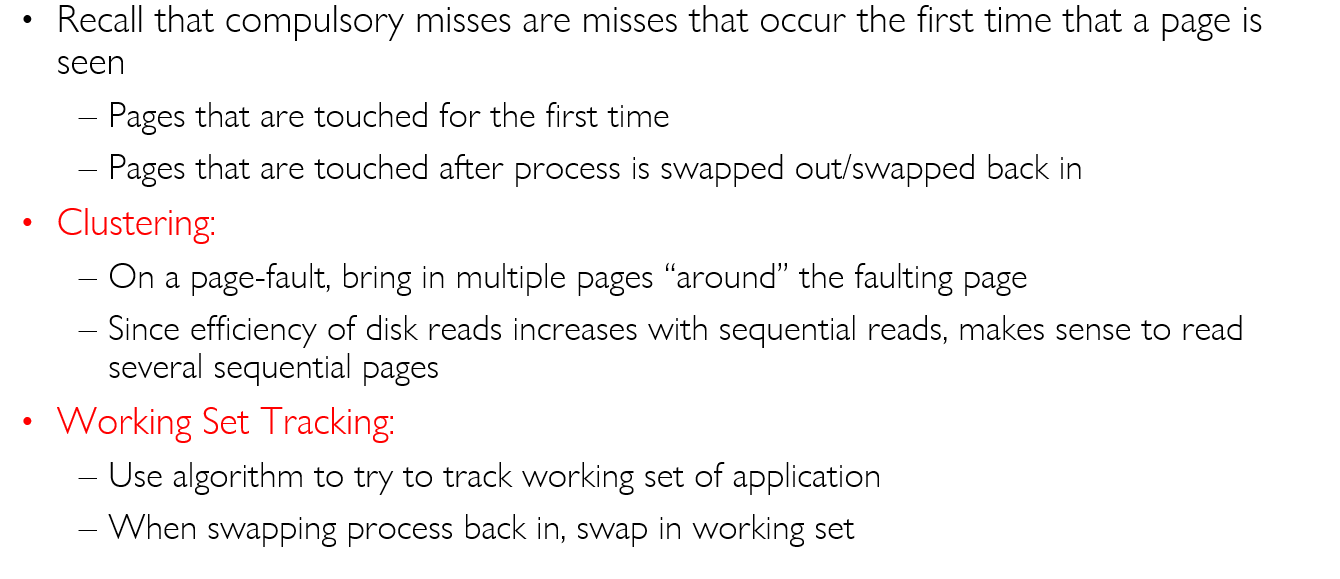 • Recall that compulsory misses are misses that occur the first time that a page is
seen
– Pages that are touched for the first time
– Pages that are touched after process is swapped out/swapped back in
• Clustering:
– On a page-fault, bring in multiple pages “around” the faulting page
– Since efficiency of disk reads increases with sequential reads, makes sense to read
several sequential pages
• Working Set Tracking:
– Use algorithm to try to track working set of application
– When swapping process back in, swap in working set